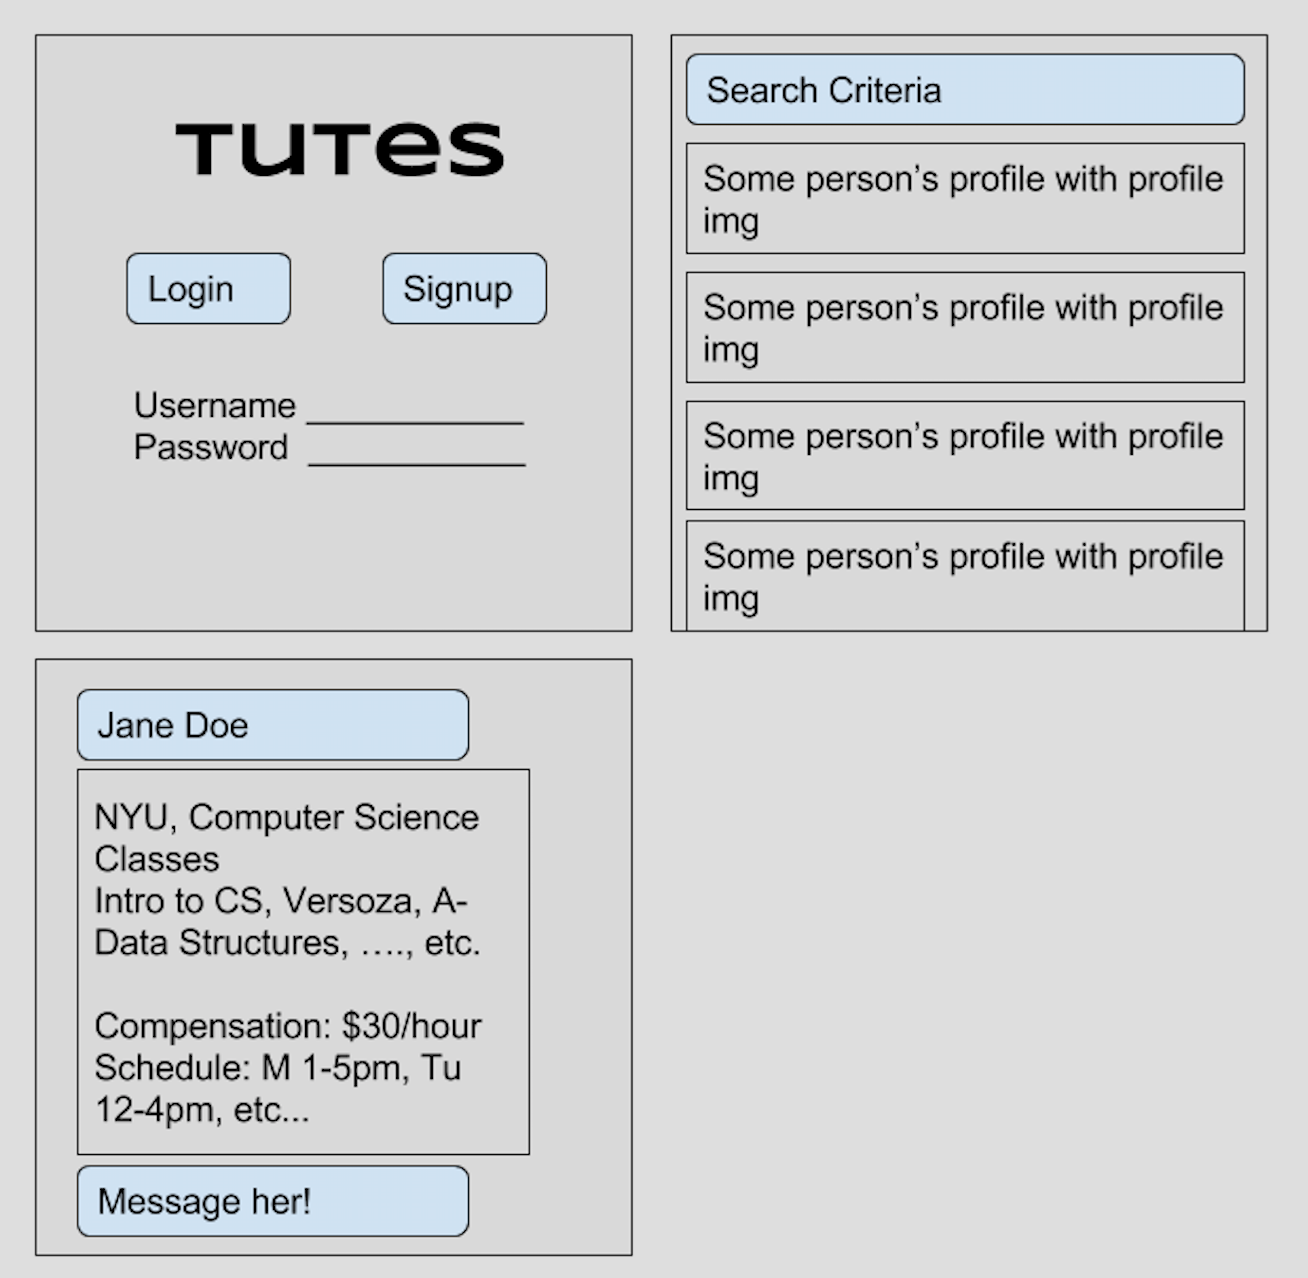 TUTES
Login
Signup
Username ___________
Password ___________
Search Criteria
Some person’s profile with profile
img
Some person’s profile with profile
img
Some person’s profile with profile
img
Some person’s profile with profile
img
Jane Doe
NYU, Computer Science
Classes
Intro to CS, Versoza, A-
Data Structures, …., etc.
Compensation: $30/hour
Schedule: M 1-5pm, Tu
12-4pm, etc...
Message her!